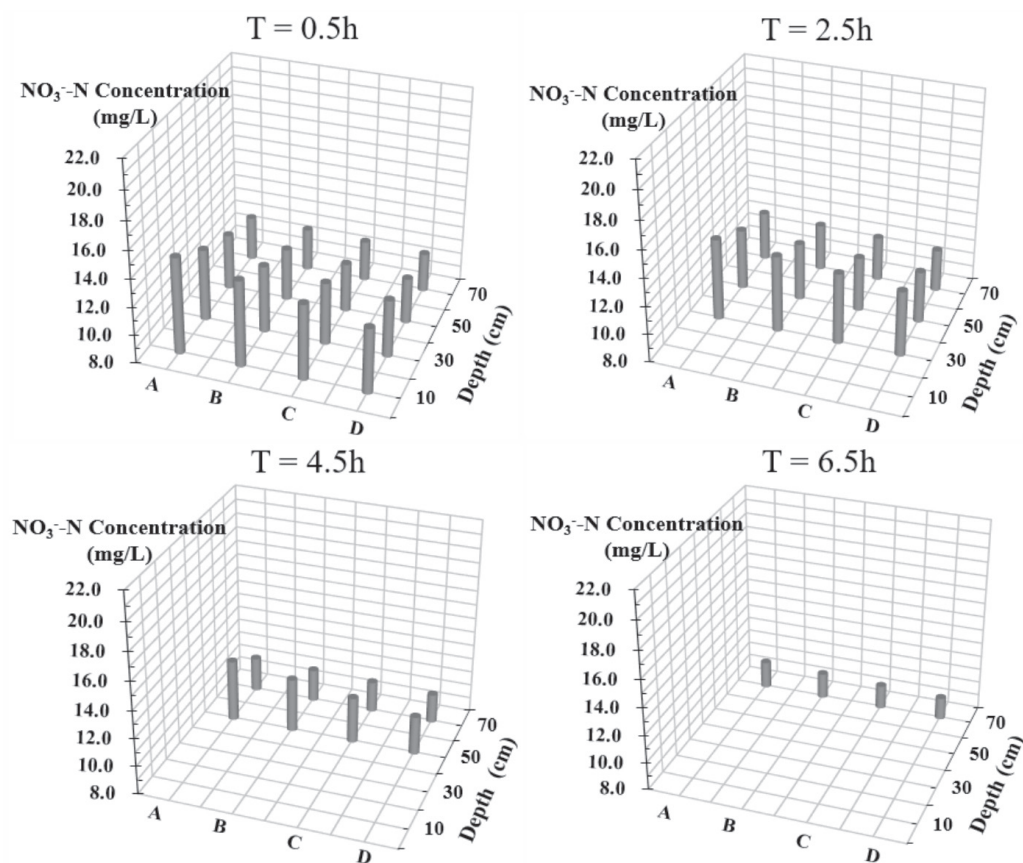 T = 0.5h
NO₃⁻-N Concentration
(mg/L)
22.0
20.0
18.0
16.0
14.0
12.0
10.0
8.0
A
B
C
D
10
30
50
70
Depth (cm)
T = 2.5h
NO₃⁻-N Concentration
(mg/L)
22.0
20.0
18.0
16.0
14.0
12.0
10.0
8.0
A
B
C
D
10
30
50
70
Depth (cm)
T = 4.5h
NO₃⁻-N Concentration
(mg/L)
22.0
20.0
18.0
16.0
14.0
12.0
10.0
8.0
A
B
C
D
10
30
50
70
Depth (cm)
T = 6.5h
NO₃⁻-N Concentration
(mg/L)
22.0
20.0
18.0
16.0
14.0
12.0
10.0
8.0
A
B
C
D
10
30
50
70
Depth (cm)